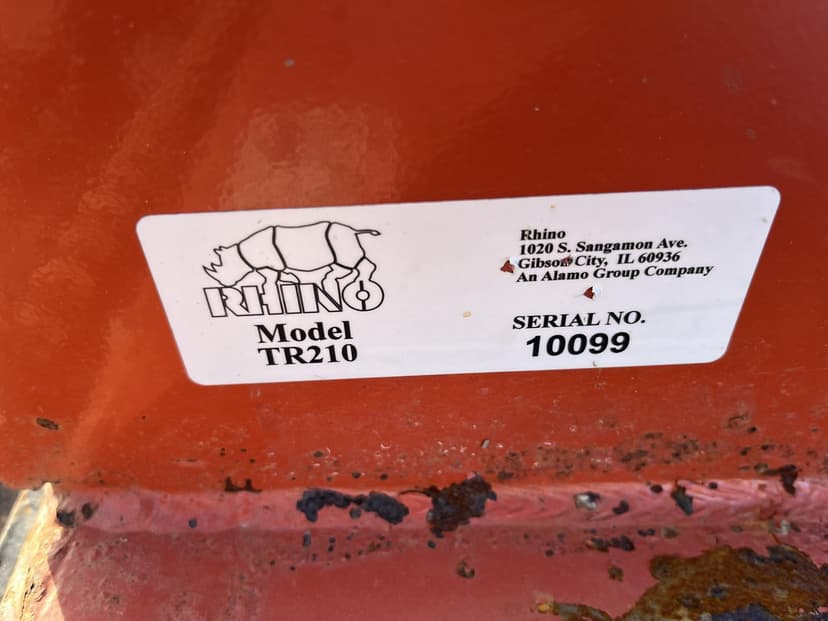 RHINO
Model
TR210
Rhino
1020 S. Sangamon Ave.
Gibson City, IL 60936
An Alamo Group Company
SERIAL NO.
10099